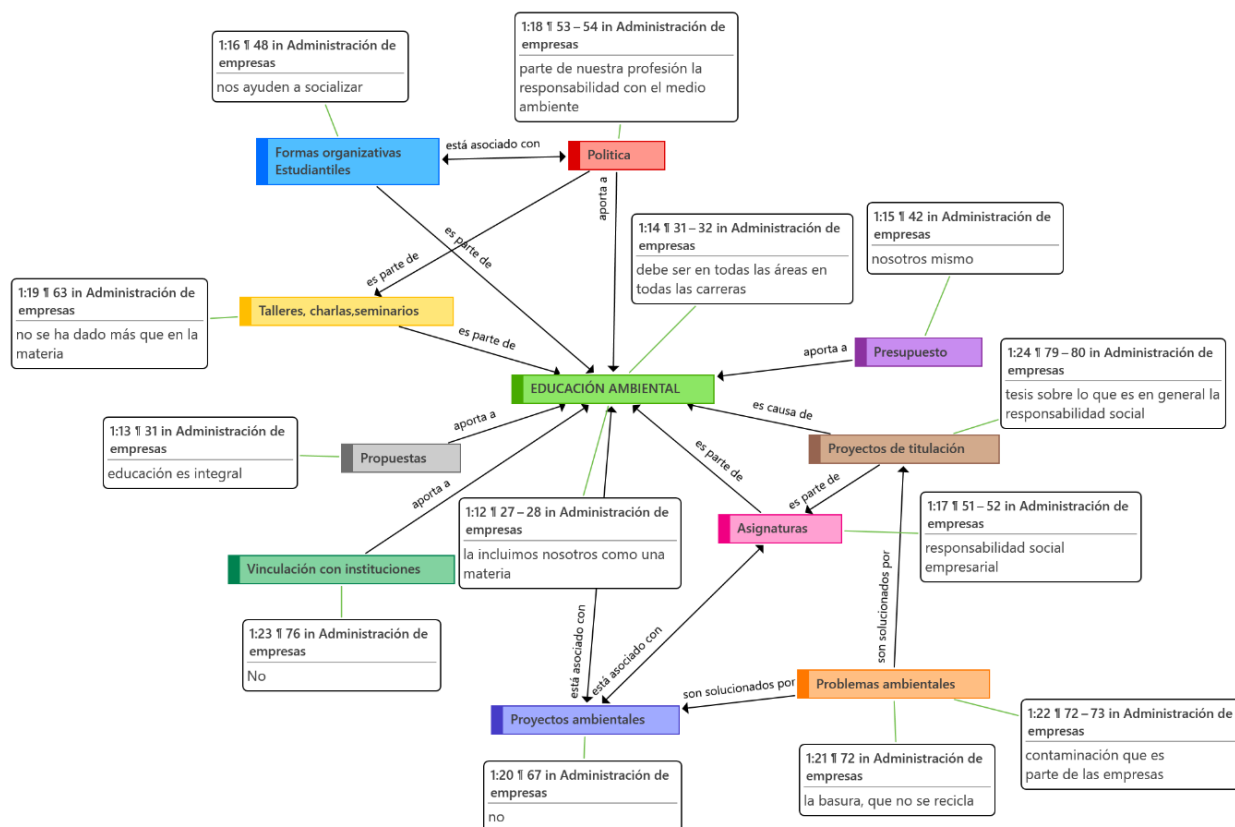 1:16 ¶ 48 in Administración de
empresas
nos ayuden a socializar
1:18 ¶ 53 – 54 in Administración de
empresas
parte de nuestra profesión la
responsabilidad con el medio
ambiente
Formas organizativas
Estudiantiles
está asociado con
Politica
aporta a
es parte de
es parte de
1:14 ¶ 31 – 32 in Administración de
empresas
debe ser en todas las áreas en
todas las carreras
1:15 ¶ 42 in Administración de
empresas
nosotros mismo
1:19 ¶ 63 in Administración de
empresas
no se ha dado más que en la
materia
Talleres, charlas,seminarios
es parte de
aporta a
Presupuesto
1:24 ¶ 79 – 80 in Administración de
empresas
tesis sobre lo que es en general la
responsabilidad social
EDUCACIÓN AMBIENTAL
es causa de
1:13 ¶ 31 in Administración de
empresas
educación es integral
Propuestas
aporta a
Proyectos de titulación
es parte de
es parte de
aporta a
1:12 ¶ 27 – 28 in Administración de
empresas
la incluimos nosotros como una
materia
Asignaturas
1:17 ¶ 51 – 52 in Administración de
empresas
responsabilidad social
empresarial
Vinculación con instituciones
1:23 ¶ 76 in Administración de
empresas
No
está asociado con
está asociado con
son solucionados por
son solucionados por
Problemas ambientales
Proyectos ambientales
1:22 ¶ 72 – 73 in Administración de
empresas
contaminación que es
parte de las empresas
1:21 ¶ 72 in Administración de
empresas
la basura, que no se recicla
1:20 ¶ 67 in Administración de
empresas
no